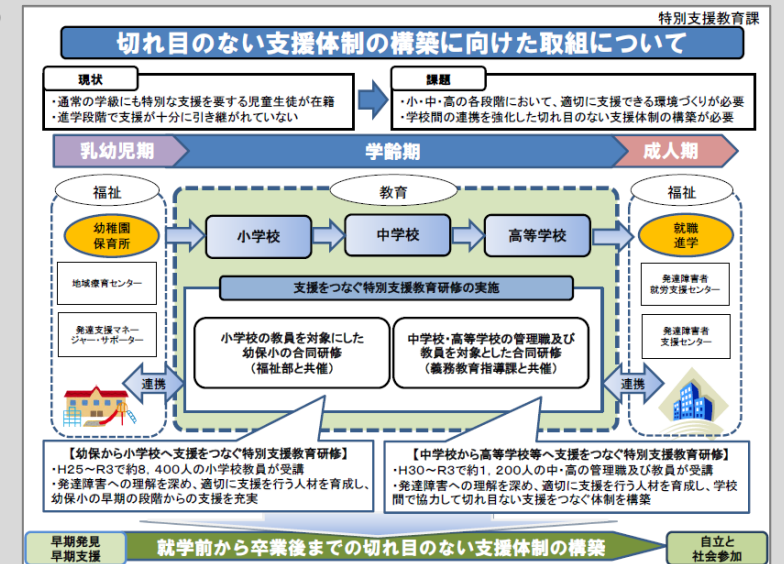 特別支援教育課
切れ目のない支援体制の構築に向けた取組について
現状
・通常の学級にも特別な支援を要する児童生徒が在籍
・進学段階で支援が十分に引き継がれていない
課題
・小・中・高の各段階において、適切に支援できる環境づくりが必要
・学校間の連携を強化した切れ目のない支援体制の構築が必要
乳幼児期
学齢期
成人期
福祉
教育
福祉
幼稚園
保育所
小学校
中学校
高等学校
就職
進学
地域療育センター
発達支援マネー
ジャー・サポーター
支援をつなぐ特別支援教育研修の実施
小学校の教員を対象にした
幼保小の合同研修
（福祉部と共催）
中学校・高等学校の管理職及び
教員を対象とした合同研修
（義務教育指導課と共催）
発達障害者
就労支援センター
発達障害者
支援センター
連携
連携
【幼保から小学校へ支援をつなぐ特別支援教育研修】
・H25～R3で約8，400人の小学校教員が受講
・発達障害への理解を深め、適切に支援を行う人材を育成し、
幼保小の早期の段階からの支援を充実
【中学校から高等学校等へ支援をつなぐ特別支援教育研修】
・H30～R3で約1，200人の中・高の管理職及び教員が受講
・発達障害への理解を深め、適切に支援を行う人材を育成し、学校
間で協力して切れ目ない支援をつなぐ体制を構築
早期発見
早期支援
就学前から卒業後までの切れ目のない支援体制の構築
自立と
社会参加